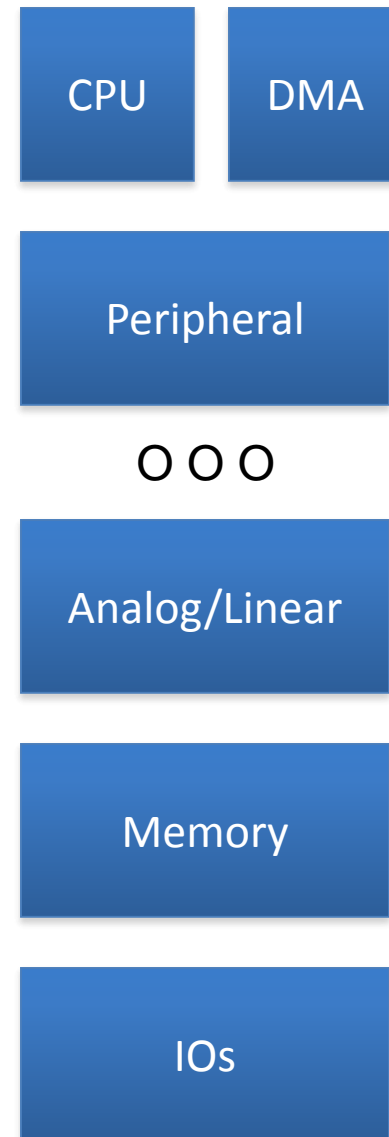 CPU DMA
Peripheral
O O O
Analog/Linear
Memory
IOs